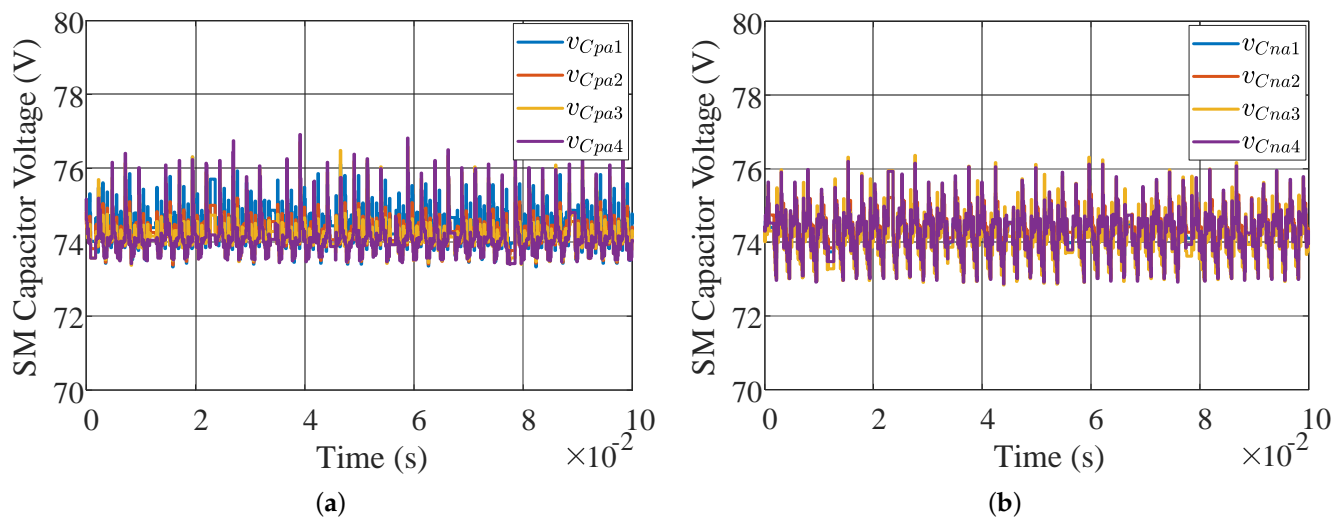 80
78
76
74
72
70
SM Capacitor Voltage (V)
v_{Cpa1}
v_{Cpa2}
v_{Cpa3}
v_{Cpa4}
0 2 4 6 8 10
Time (s) ×10^{-2}
(a)
80
78
76
74
72
70
SM Capacitor Voltage (V)
v_{Cna1}
v_{Cna2}
v_{Cna3}
v_{Cna4}
0 2 4 6 8 10
Time (s) ×10^{-2}
(b)